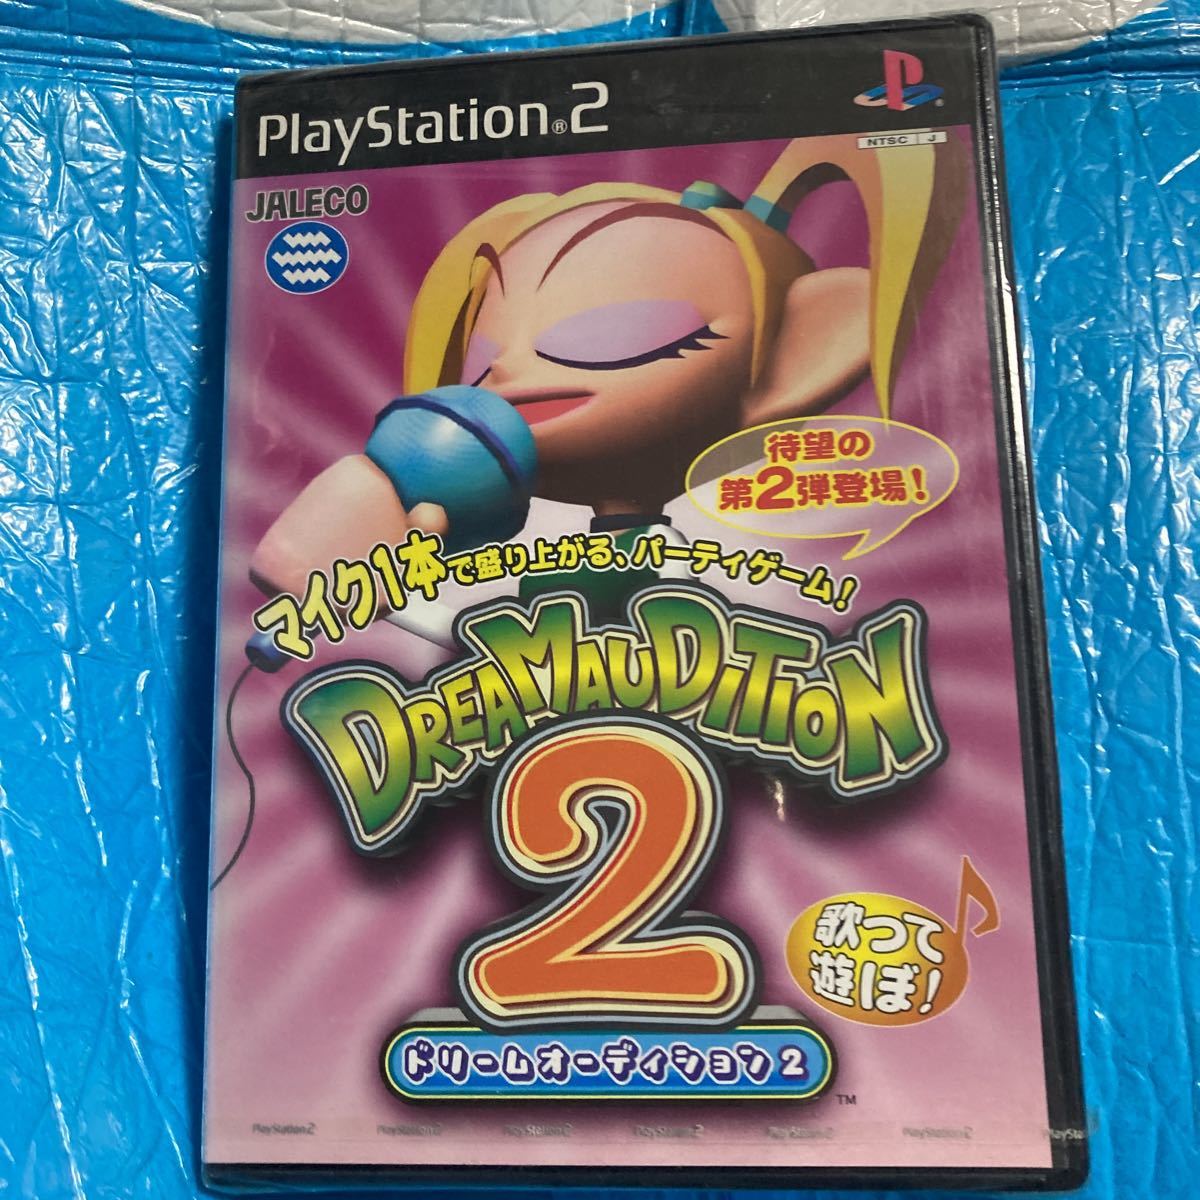 PlayStation®2
NTSC J
JALECO
待望の
第2弾登場!
マイク1本で盛り上がる、パーティゲーム!
DREAMAUDITION
2
歌って
遊ぼ!
ドリームオーディション2
TM
PlayStation2 PlayStation2 PlayStation2 PlayStation2 PlayStation2 PlayStation2 PlaySta